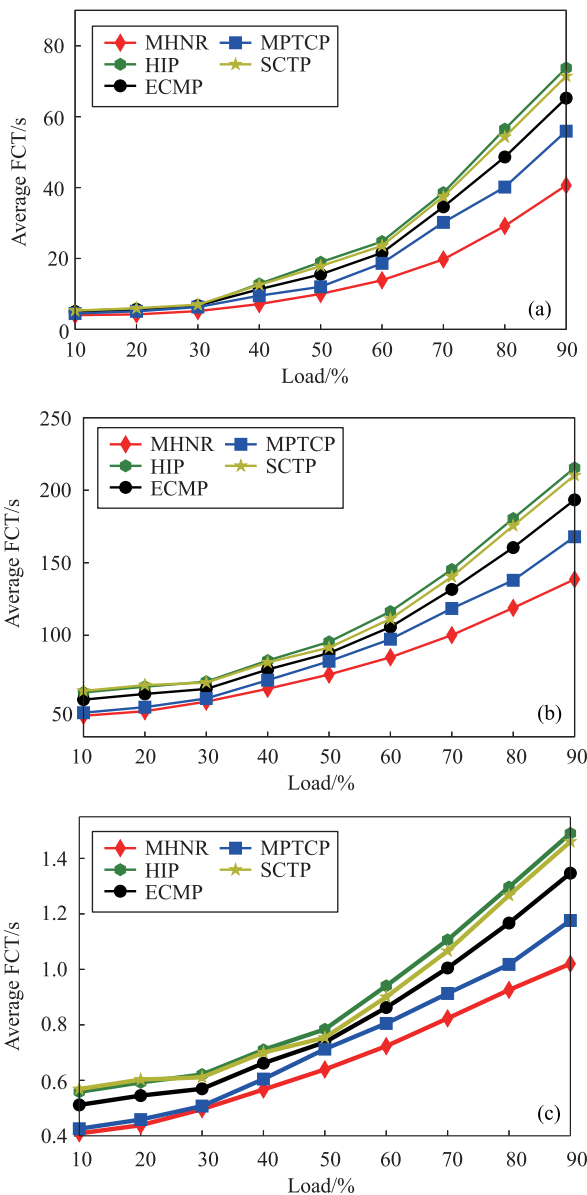 80
60
40
20
0
Average FCT/s
MHNR
HIP
ECMP
MPTCP
SCTP
(a)
10 20 30 40 50 60 70 80 90
Load/%
250
200
150
100
50
Average FCT/s
MHNR
HIP
ECMP
MPTCP
SCTP
(b)
10 20 30 40 50 60 70 80 90
Load/%
1.4
1.2
1.0
0.8
0.6
0.4
Average FCT/s
MHNR
HIP
ECMP
MPTCP
SCTP
(c)
10 20 30 40 50 60 70 80 90
Load/%